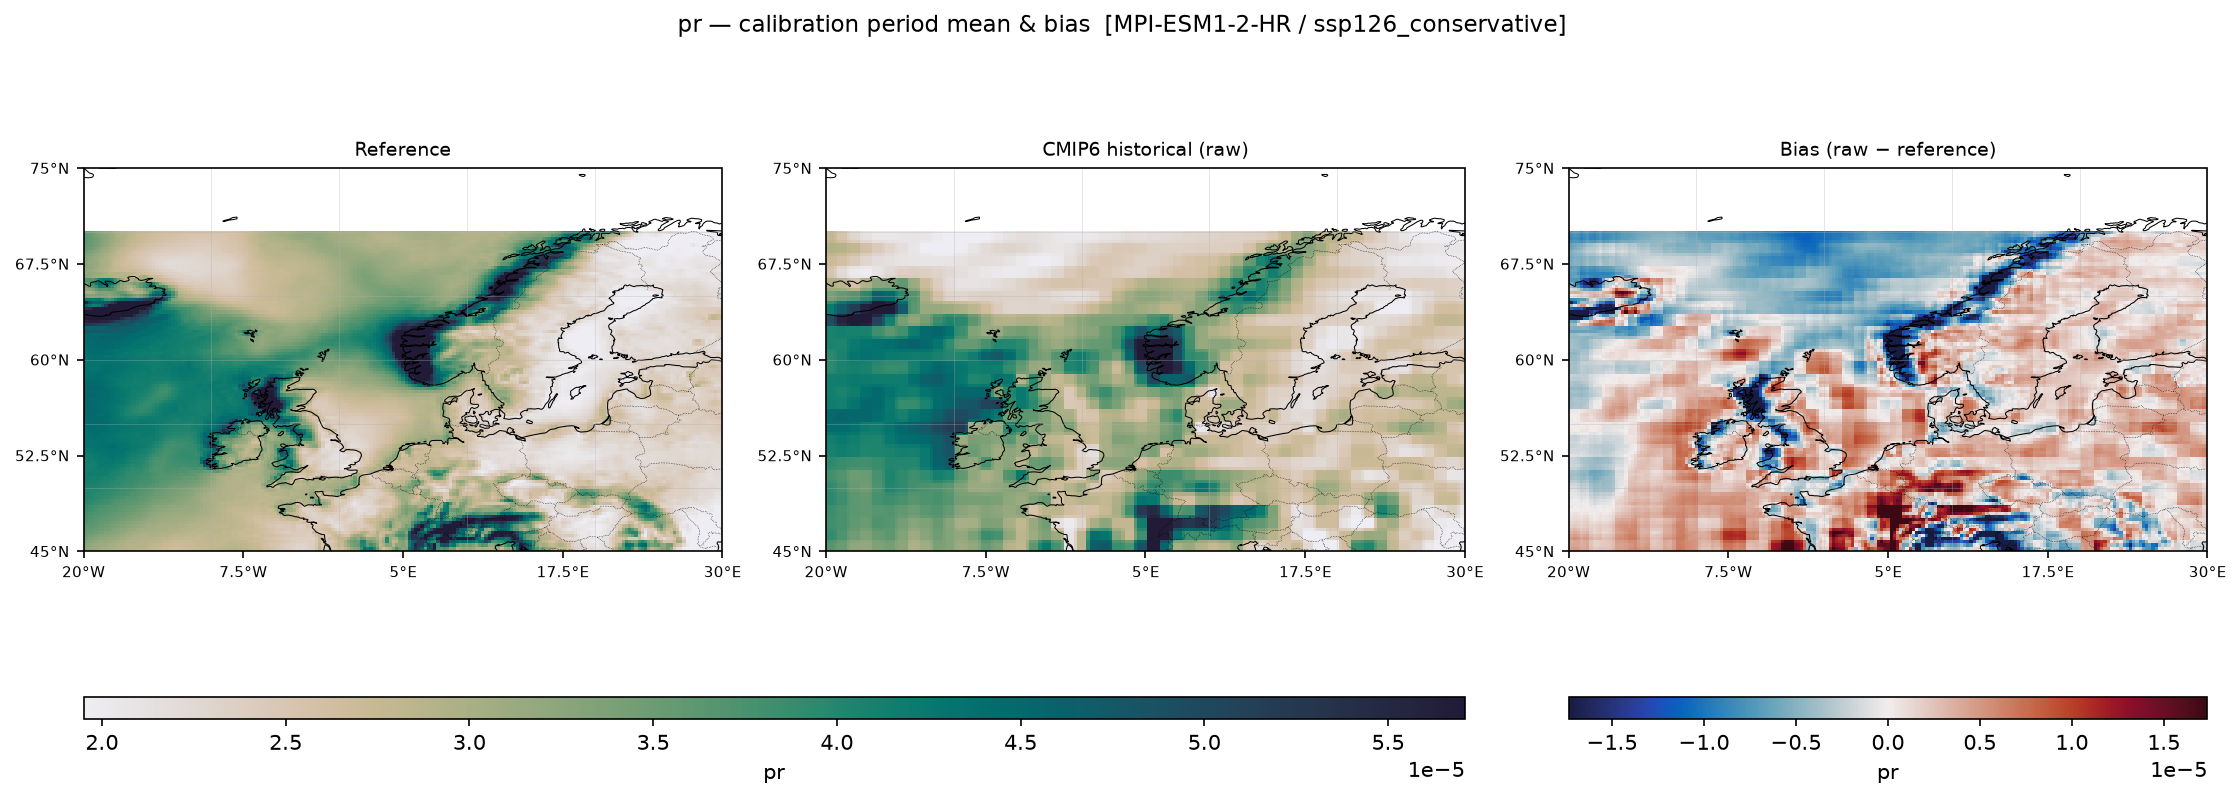 pr — calibration period mean & bias  [MPI-ESM1-2-HR / ssp126_conservative]
Reference
75°N
67.5°N
60°N
52.5°N
45°N
20°W 7.5°W 5°E 17.5°E 30°E
CMIP6 historical (raw)
75°N
67.5°N
60°N
52.5°N
45°N
20°W 7.5°W 5°E 17.5°E 30°E
Bias (raw − reference)
75°N
67.5°N
60°N
52.5°N
45°N
20°W 7.5°W 5°E 17.5°E 30°E
2.0 2.5 3.0 3.5 4.0 4.5 5.0 5.5
1e−5
pr
−1.5 −1.0 −0.5 0.0 0.5 1.0 1.5
1e−5
pr